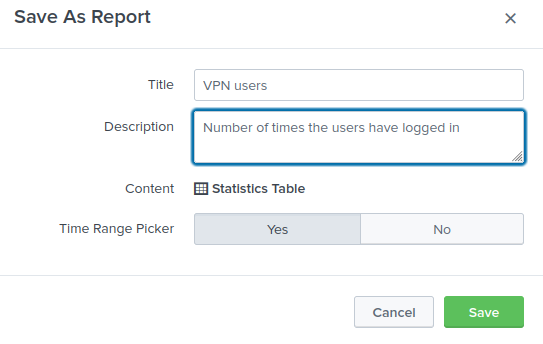 Save As Report
Title VPN users
Description Number of times the users have logged in
Content Statistics Table
Time Range Picker Yes No
Cancel Save